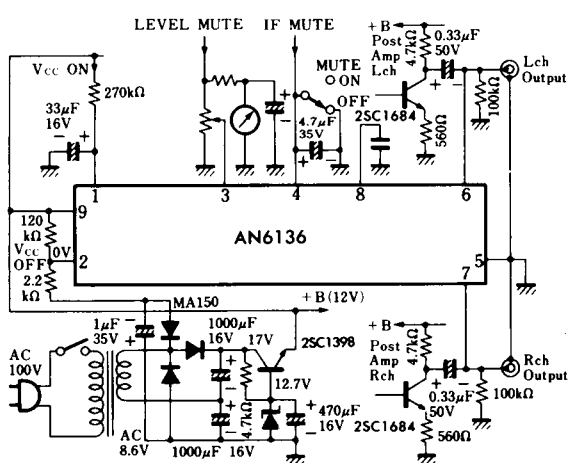 LEVEL MUTE
IF MUTE
+B
Post
Amp
Lch
4.7kΩ
0.33μF
50V
+
−
Lch
Output
100kΩ
2SC1684
560Ω
VCC ON
270kΩ
33μF
16V
+
−
MUTE
ON
OFF
4.7μF
35V
+
−
+
−
1
3
4
8
6
9
2
5
7
AN6136
120
kΩ
0V
VCC
OFF
2.2
kΩ
MA150
+B (12V)
1μF
35V
−
+
1000μF
16V
17V
2SC1398
12.7V
AC
100V
+
−
+
−
4.7kΩ
+
−
470μF
16V
AC
8.6V
1000μF 16V
+B
Post
Amp
Rch
4.7kΩ
+
−
0.33μF
50V
Rch
Output
100kΩ
2SC1684
560Ω